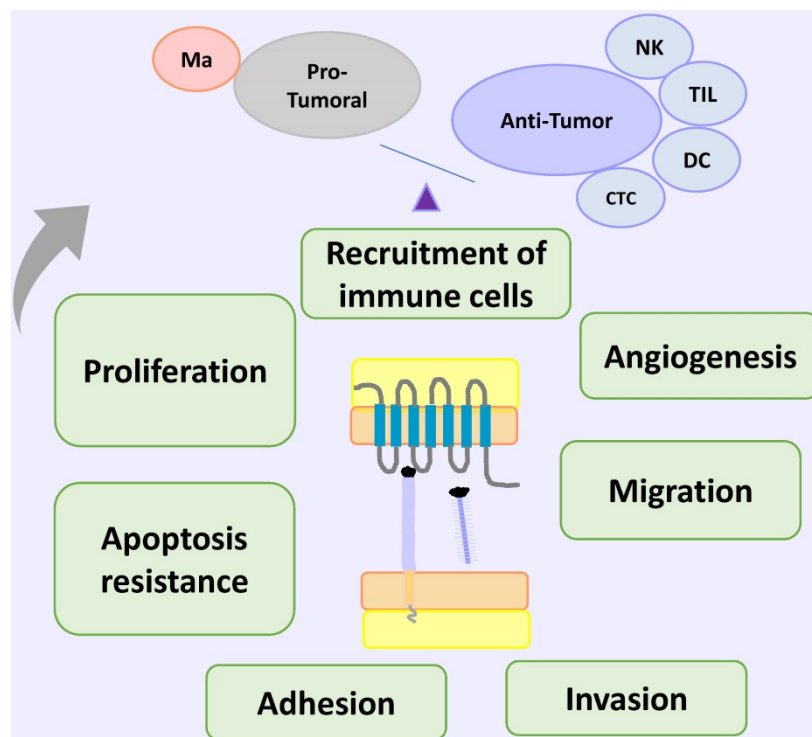 Ma
Pro-
Tumoral
Anti-Tumor
NK
TIL
DC
CTC
Recruitment of
immune cells
Proliferation
Angiogenesis
Apoptosis
resistance
Migration
Adhesion
Invasion